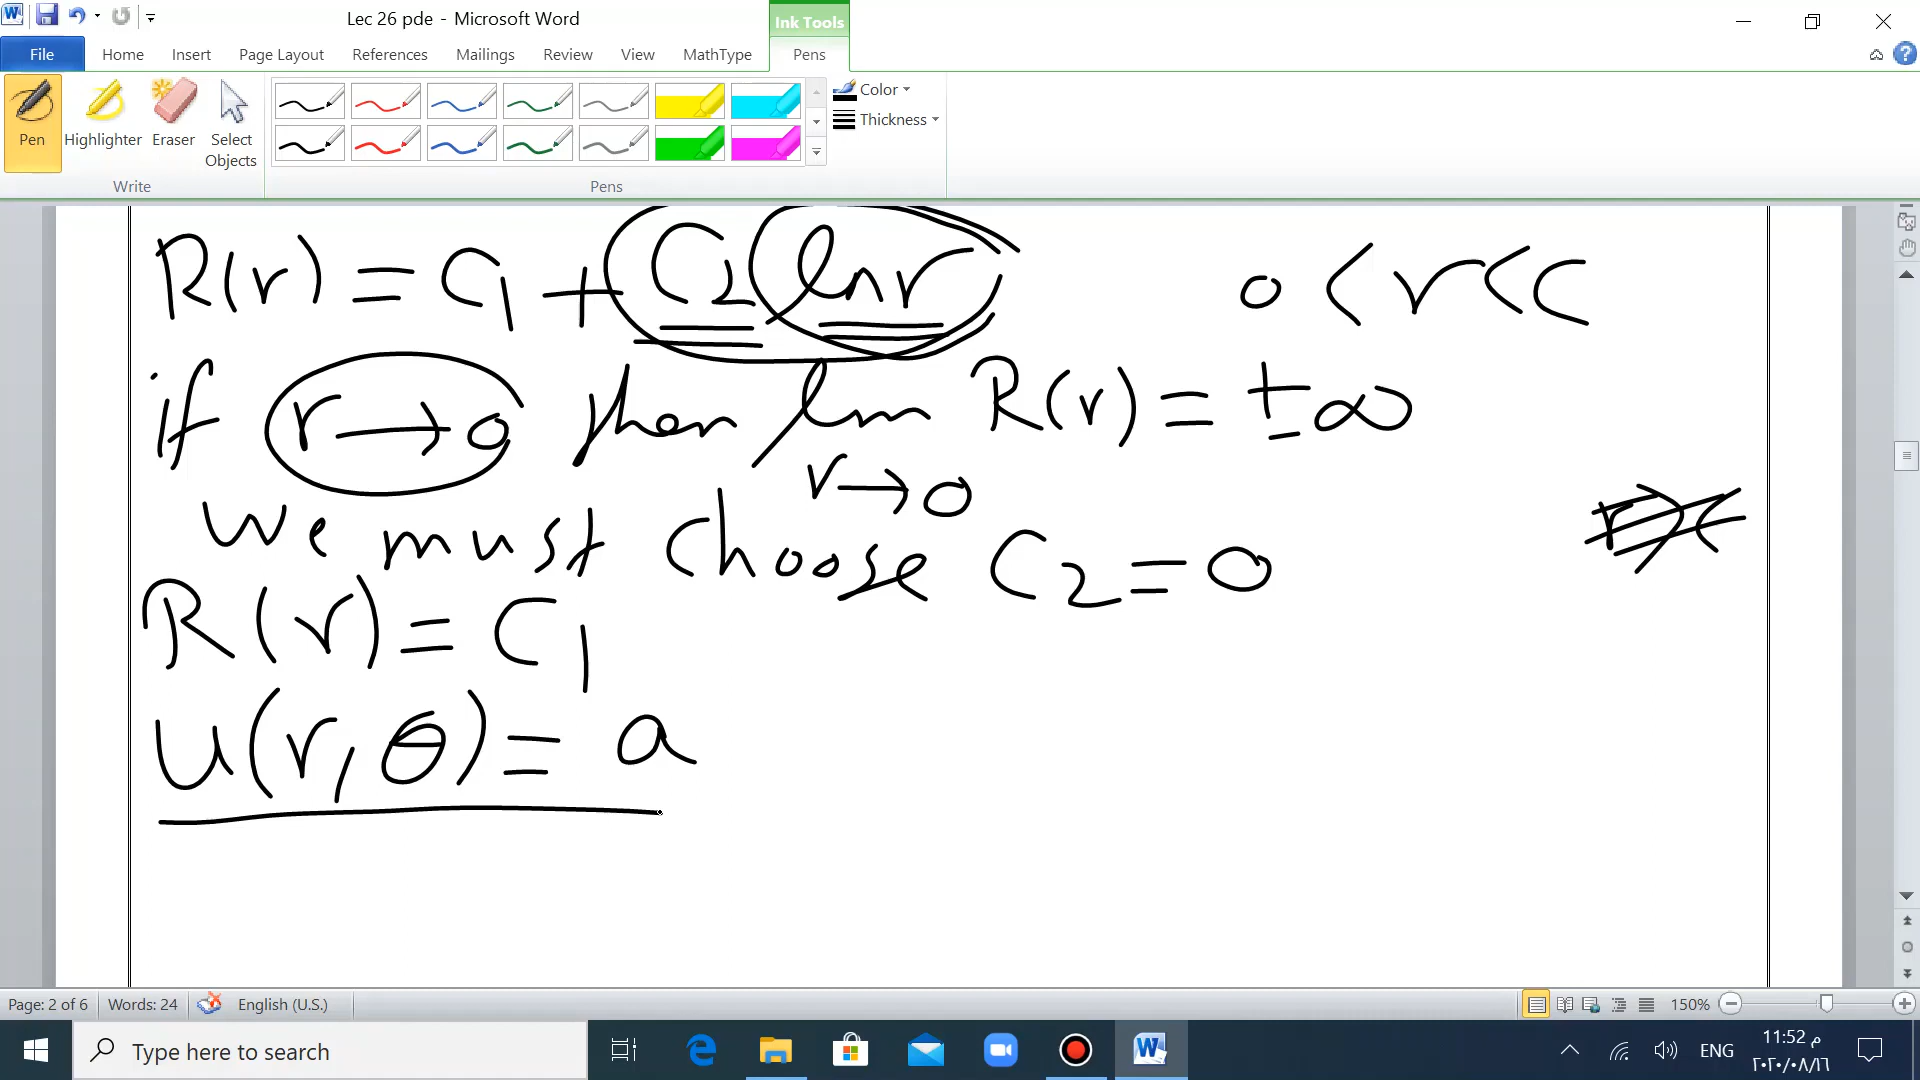 Lec 26 pde - Microsoft Word
Ink Tools
File Home Insert Page Layout References Mailings Review View MathType Pens
Pen Highlighter Eraser Select Objects
Color
Thickness
Write Pens
R(r) = C1 + C2 ln r 0 < r < c
if r → 0 then lim R(r) = ± ∞
r → 0
We must choose C2 = 0
R(r) = C1
u(r, θ) = a
Page: 2 of 6 Words: 24 English (U.S.) 150%
Type here to search
ENG
11:52 م
٢٠٢٠/٠٨/١٦